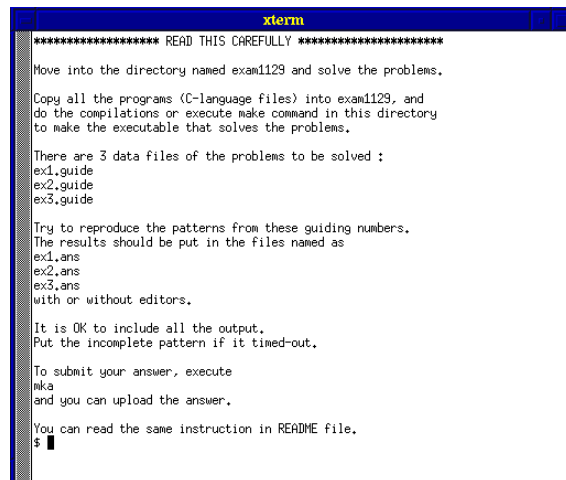 xterm
******************* READ THIS CAREFULLY **********************
Move into the directory named exam1129 and solve the problems.
Copy all the programs (C-language files) into exam1129, and
do the compilations or execute make command in this directory
to make the executable that solves the problems.
There are 3 data files of the problems to be solved :
ex1.guide
ex2.guide
ex3.guide
Try to reproduce the patterns from these guiding numbers.
The results should be put in the files named as
ex1.ans
ex2.ans
ex3.ans
with or without editors.
It is OK to include all the output.
Put the incomplete pattern if it timed-out.
To submit your answer, execute
mka
and you can upload the answer.
You can read the same instruction in README file.
$